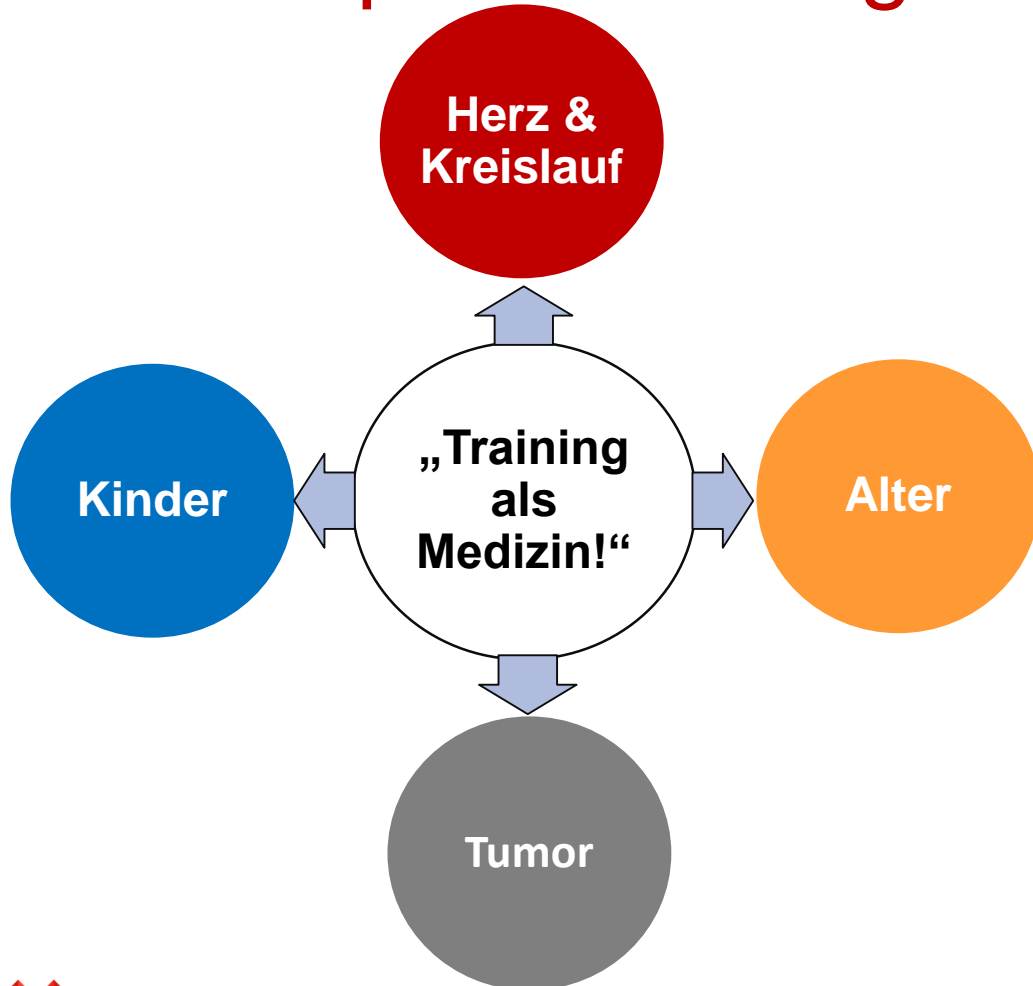 Herz &
Kreislauf
Kinder
„Training
als
Medizin!“
Alter
Tumor